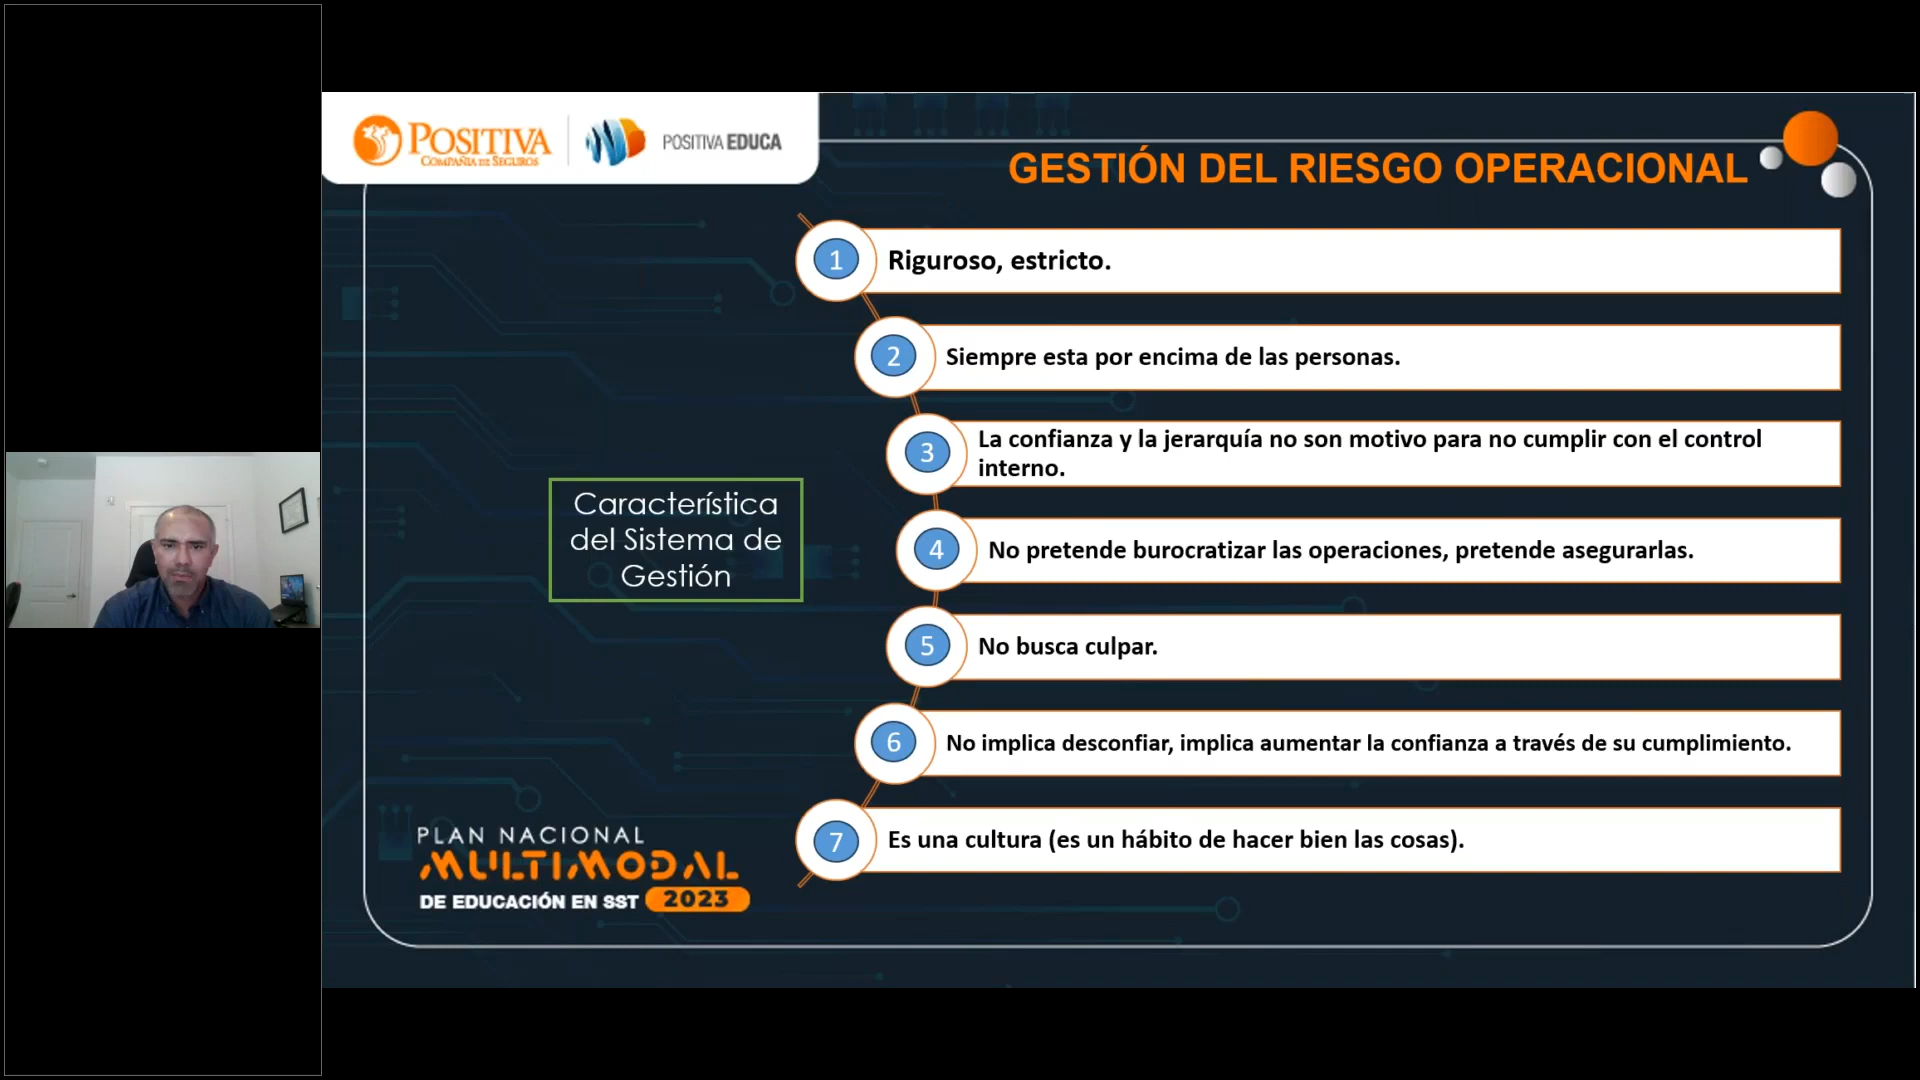 POSITIVA
COMPAÑÍA DE SEGUROS
POSITIVA EDUCA
GESTIÓN DEL RIESGO OPERACIONAL
1
Riguroso, estricto.
2
Siempre esta por encima de las personas.
3
La confianza y la jerarquía no son motivo para no cumplir con el control
interno.
Característica
del Sistema de
Gestión
4
No pretende burocratizar las operaciones, pretende asegurarlas.
5
No busca culpar.
6
No implica desconfiar, implica aumentar la confianza a través de su cumplimiento.
7
Es una cultura (es un hábito de hacer bien las cosas).
PLAN NACIONAL
MULTIMODAL
DE EDUCACIÓN EN SST 2023